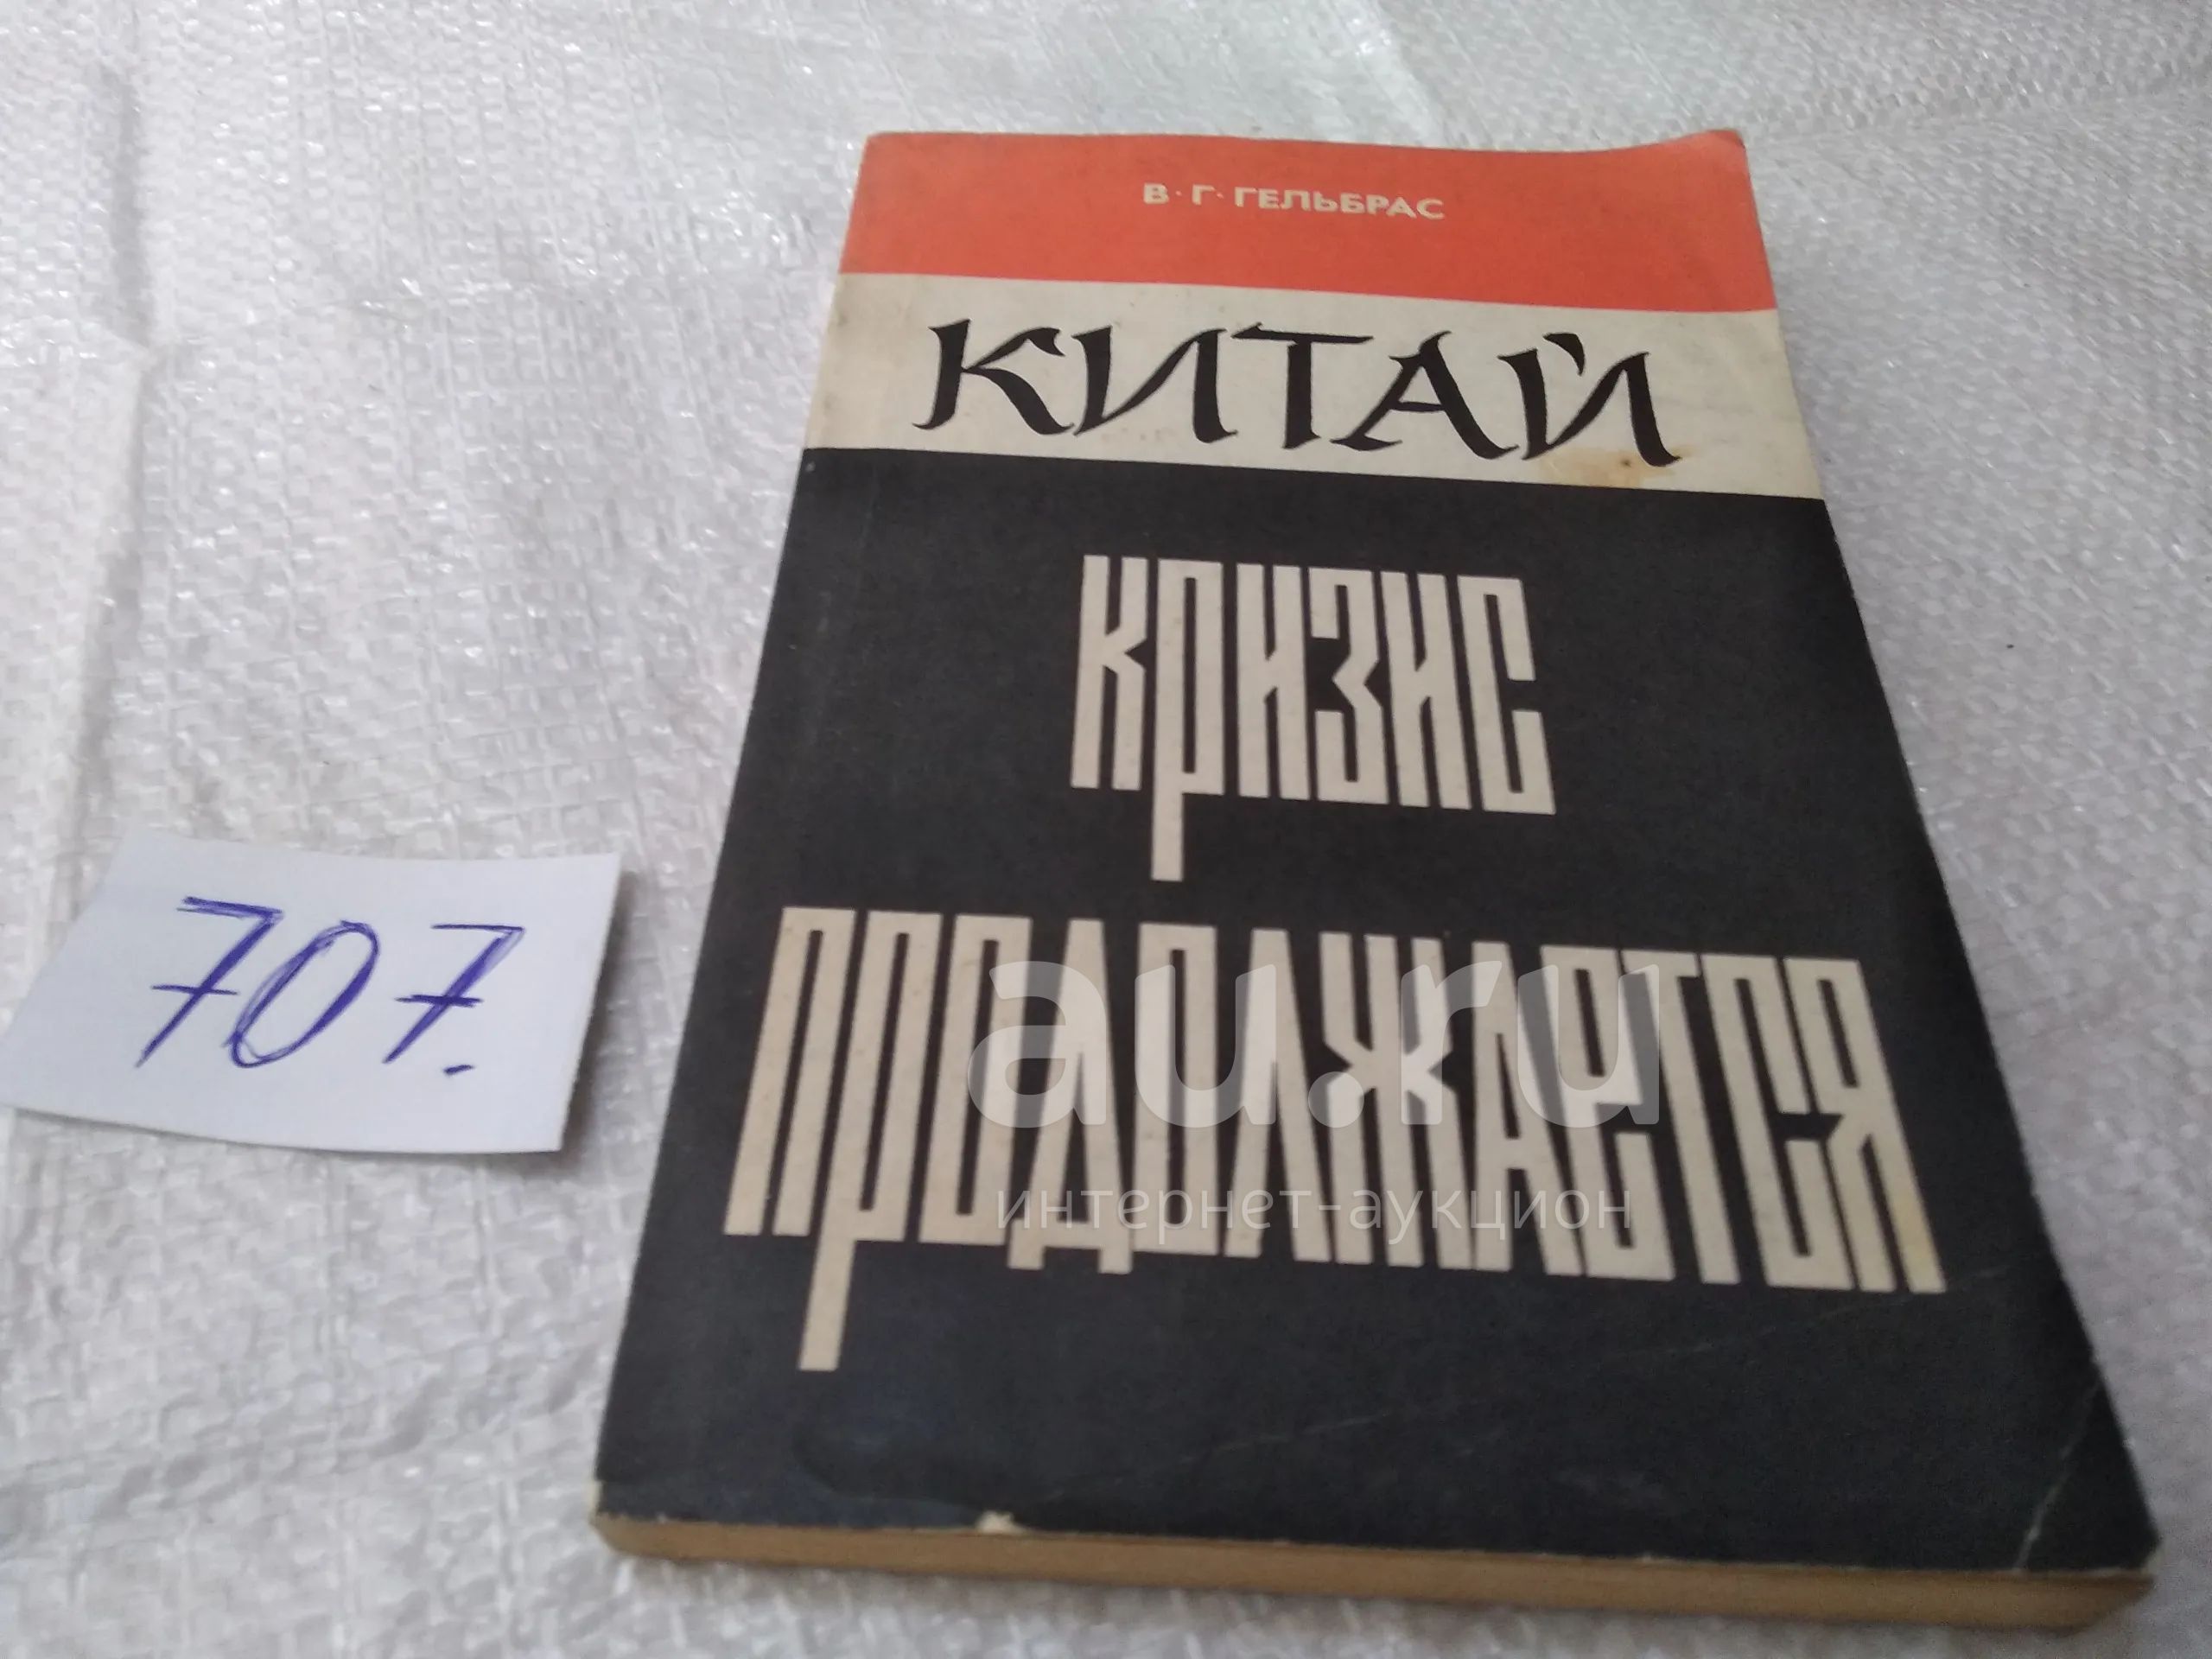 В·Г·ГЕЛЬБРАС
КИТАЙ
КРИЗИС
ПРОДОЛЖАЕТСЯ
707.
au.ru
интернет-аукцион